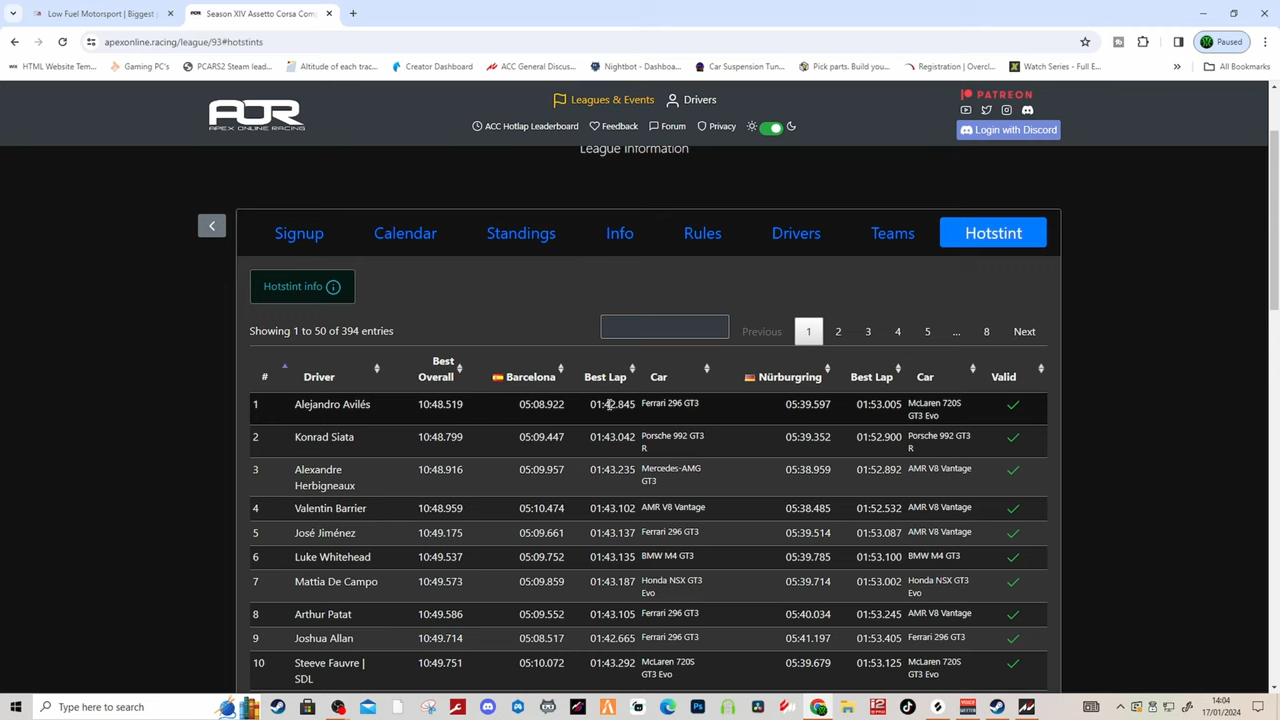 Low Fuel Motorsport | Biggest
Season XIV Assetto Corsa Com
apexonline.racing/league/93#hotstints
Paused
HTML Website Tem...
Gaming PC's
PCARS2 Steam lead...
Altitude of each trac...
Creator Dashboard
ACC General Discus...
Nightbot - Dashboa...
Car Suspension Tun...
Pick parts. Build you...
Registration | Overcl...
Watch Series - Full E...
All Bookmarks
AOR
APEX ONLINE RACING
Leagues & Events
Drivers
PATREON
ACC Hotlap Leaderboard
Feedback
Forum
Privacy
Login with Discord
League Information
Signup
Calendar
Standings
Info
Rules
Drivers
Teams
Hotstint
Hotstint info
Showing 1 to 50 of 394 entries
Previous 1 2 3 4 5 ... 8 Next
# Driver Best Overall Barcelona Best Lap Car Nürburgring Best Lap Car Valid
1 Alejandro Avilés 10:48.519 05:08.922 01:42.845 Ferrari 296 GT3 05:39.597 01:53.005 McLaren 720S GT3 Evo
2 Konrad Siata 10:48.799 05:09.447 01:43.042 Porsche 992 GT3 R 05:39.352 01:52.900 Porsche 992 GT3 R
3 Alexandre Herbigneaux 10:48.916 05:09.957 01:43.235 Mercedes-AMG GT3 05:38.959 01:52.892 AMR V8 Vantage
4 Valentin Barrier 10:48.959 05:10.474 01:43.102 AMR V8 Vantage 05:38.485 01:52.532 AMR V8 Vantage
5 José Jiménez 10:49.175 05:09.661 01:43.137 Ferrari 296 GT3 05:39.514 01:53.087 AMR V8 Vantage
6 Luke Whitehead 10:49.537 05:09.752 01:43.135 BMW M4 GT3 05:39.785 01:53.100 BMW M4 GT3
7 Mattia De Campo 10:49.573 05:09.859 01:43.187 Honda NSX GT3 Evo 05:39.714 01:53.002 Honda NSX GT3 Evo
8 Arthur Patat 10:49.586 05:09.552 01:43.105 Ferrari 296 GT3 05:40.034 01:53.245 AMR V8 Vantage
9 Joshua Allan 10:49.714 05:08.517 01:42.665 Ferrari 296 GT3 05:41.197 01:53.405 Ferrari 296 GT3
10 Steeve Fauvre | SDL 10:49.751 05:10.072 01:43.292 McLaren 720S GT3 Evo 05:39.679 01:53.125 McLaren 720S GT3 Evo
Type here to search
14:04
17/01/2024